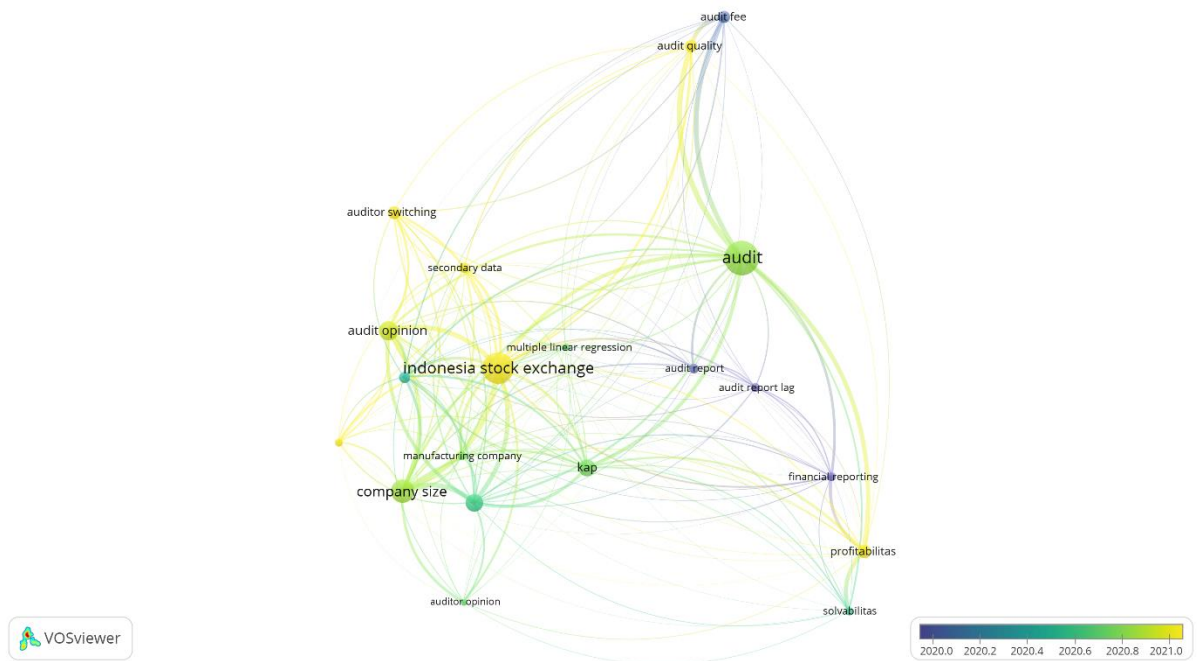 audit fee
audit quality
auditor switching
audit
secondary data
audit opinion
multiple linear regression
indonesia stock exchange
audit report
audit report lag
manufacturing company
kap
financial reporting
company size
profitabilitas
auditor opinion
solvabilitas
VOSviewer
2020.0 2020.2 2020.4 2020.6 2020.8 2021.0